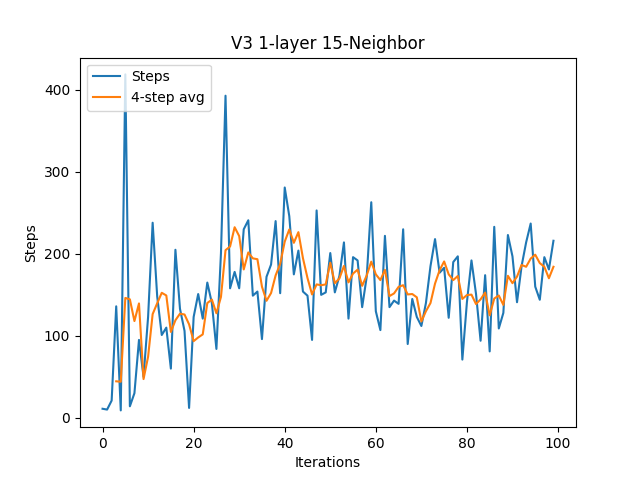 V3 1-layer 15-Neighbor
Steps
4-step avg
400
300
200
100
0
Steps
0 20 40 60 80 100
Iterations